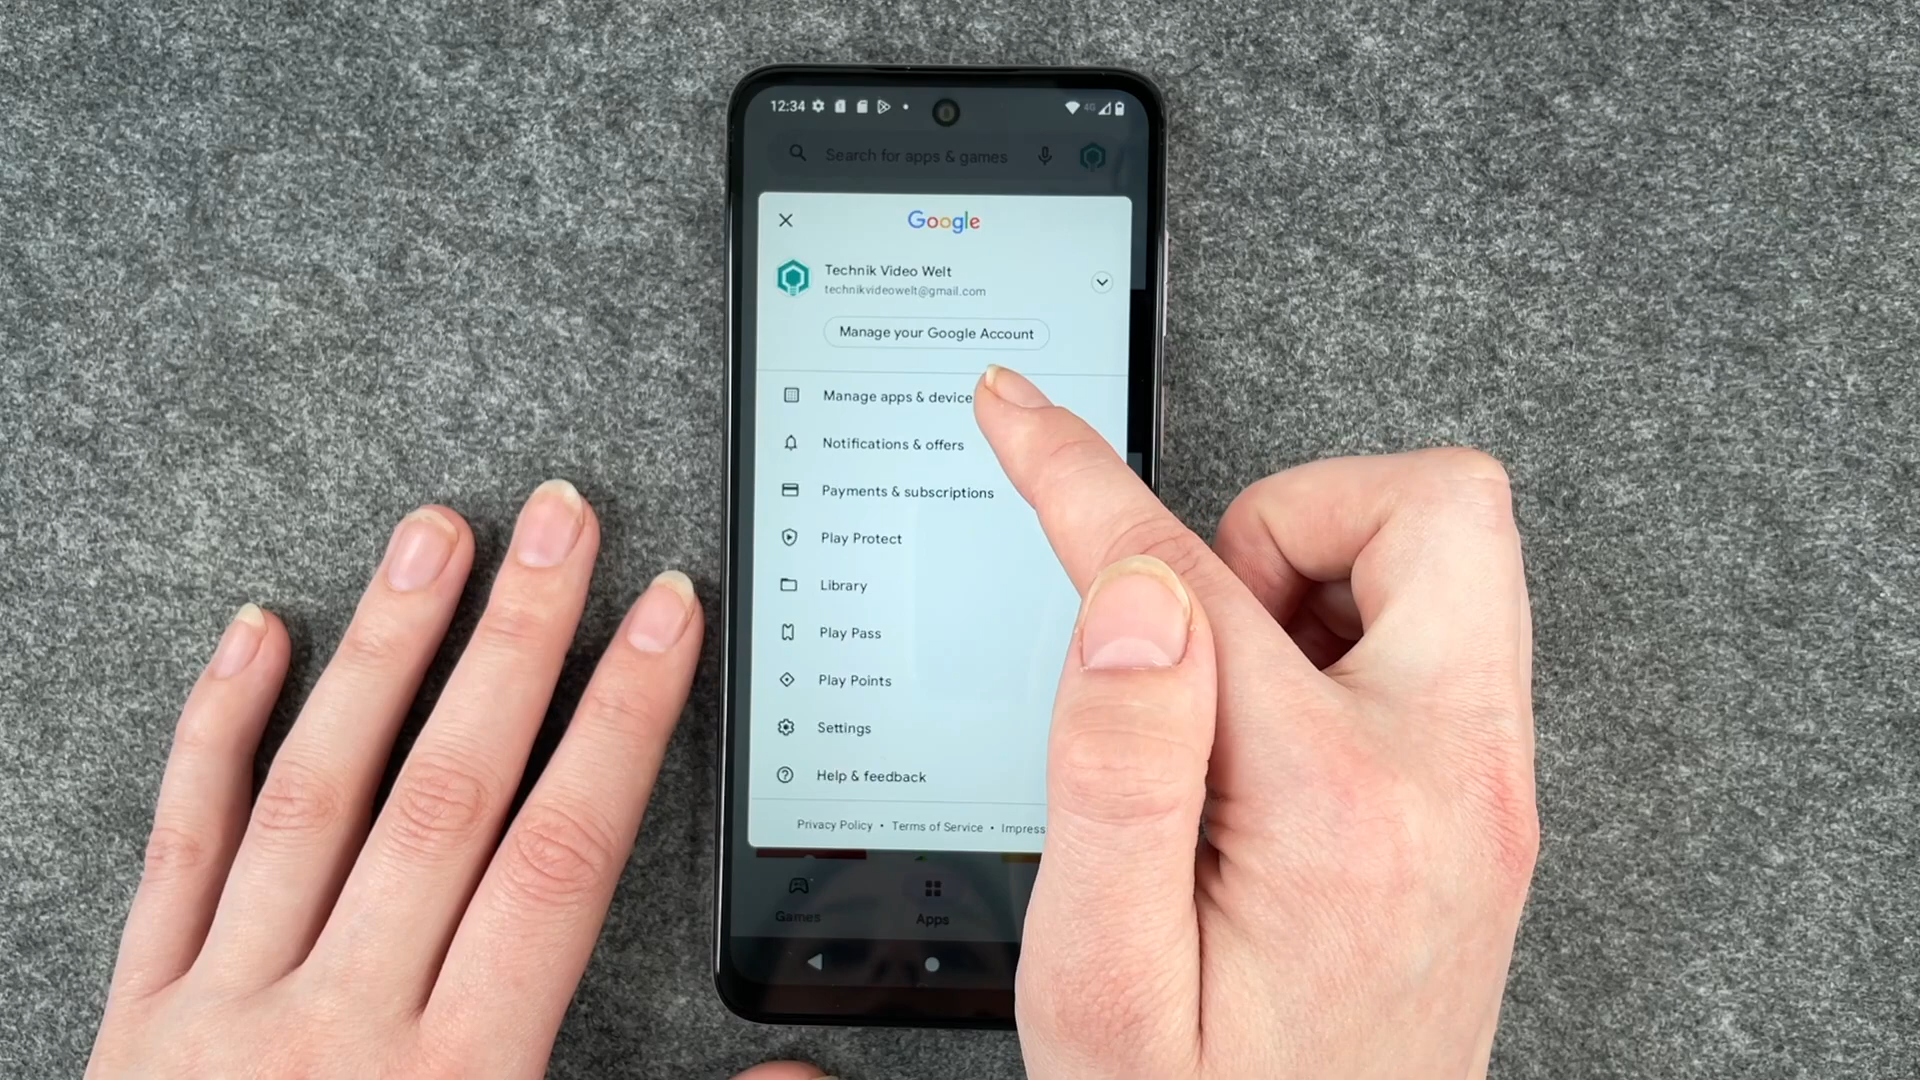 12:34
4G
Search for apps & games
Google
Technik Video Welt
technikvideowelt@gmail.com
Manage your Google Account
Manage apps & device
Notifications & offers
Payments & subscriptions
Play Protect
Library
Play Pass
Play Points
Settings
Help & feedback
Privacy Policy • Terms of Service • Impress
Games
Apps